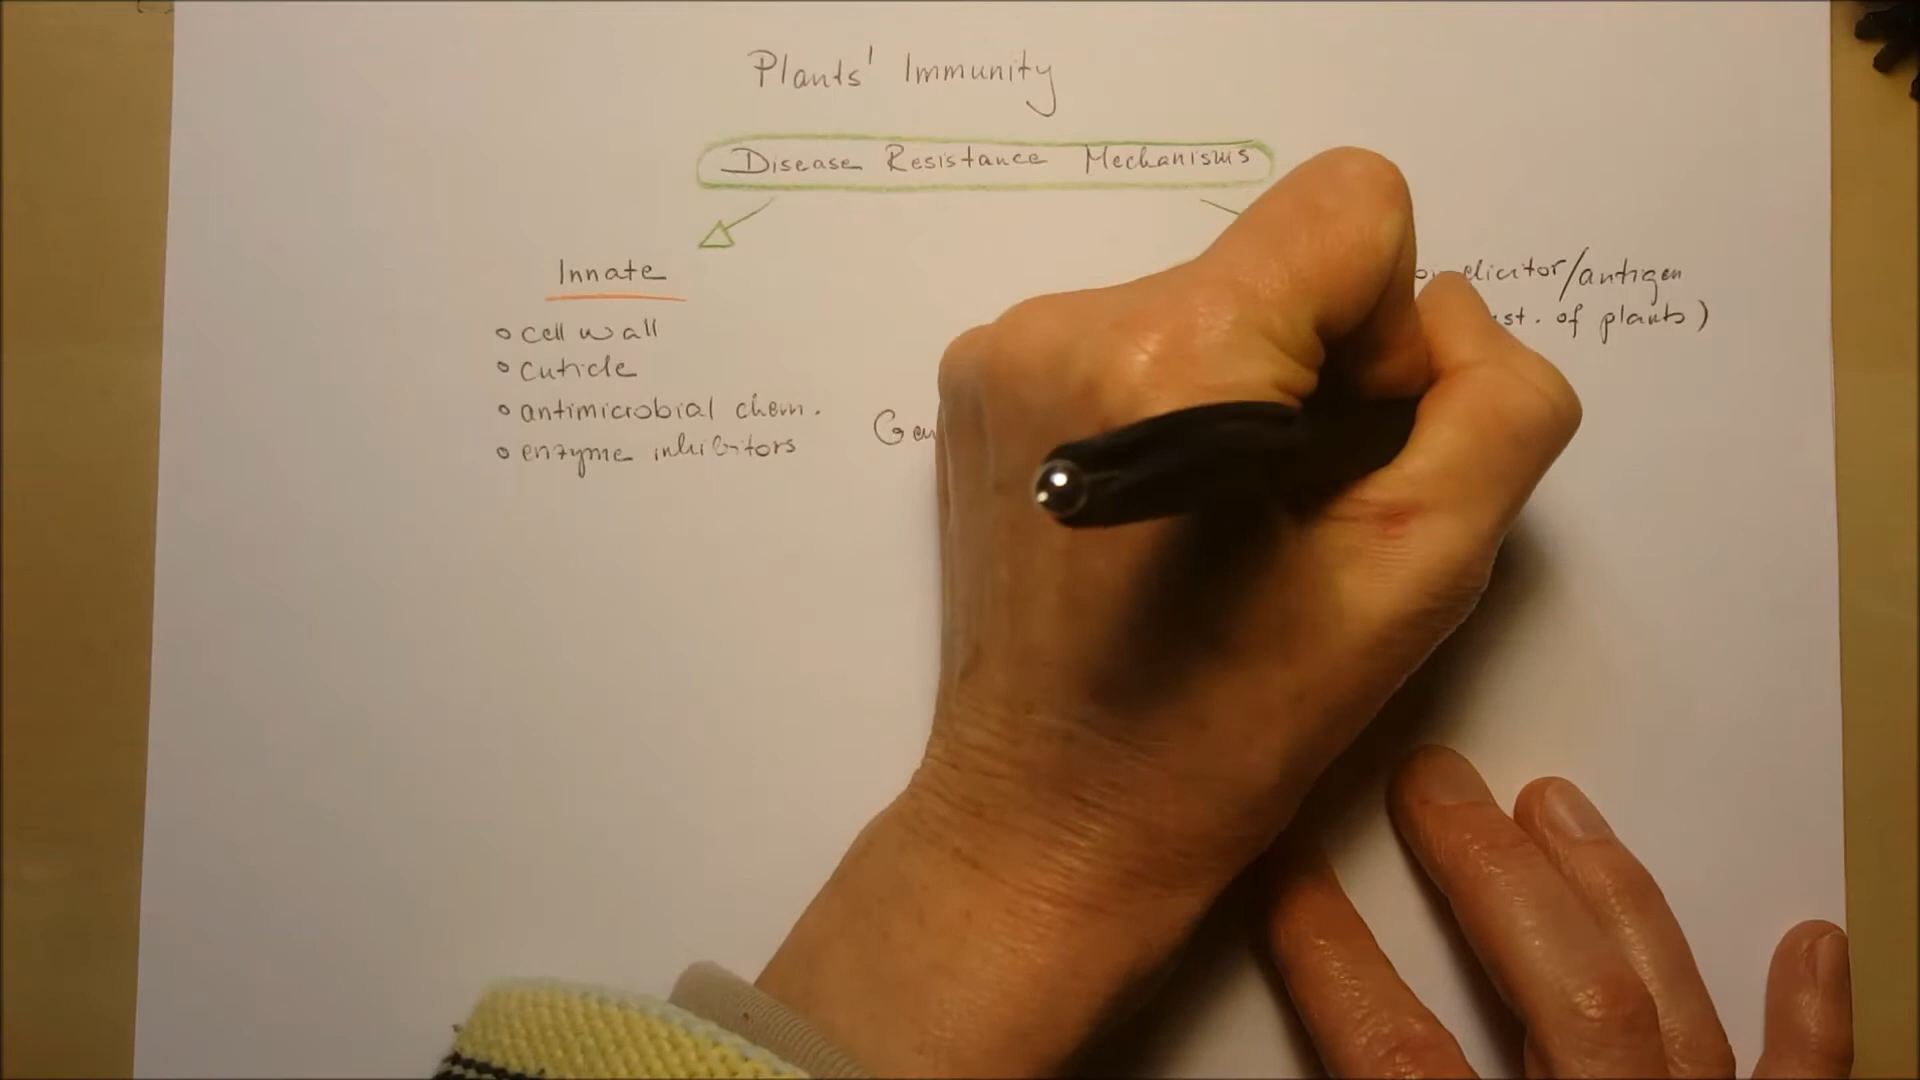 Plants' Immunity
Disease Resistance Mechanisms
Innate
o cell wall
o cuticle
o antimicrobial chem.
o enzyme inhibitors
elicitor/antigen
of plants)